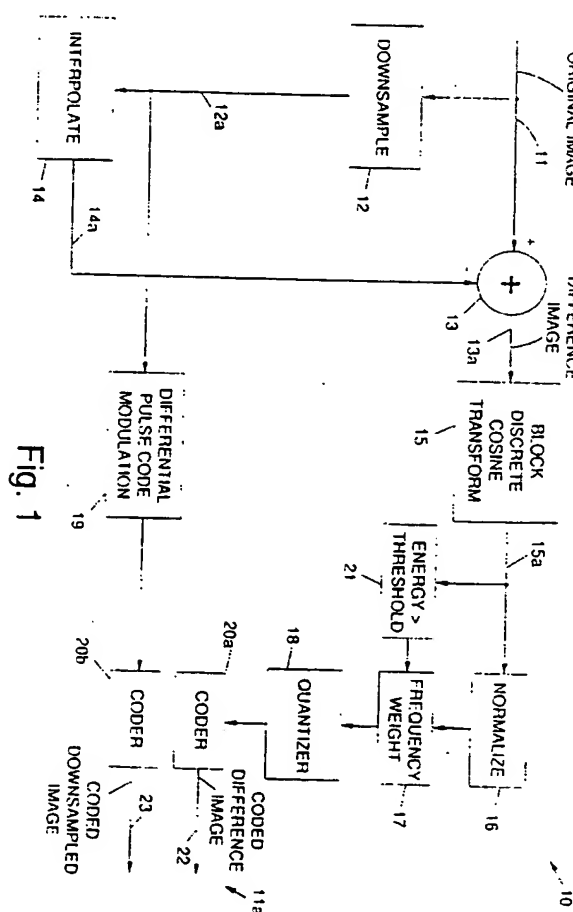 10
ORIGINAL IMAGE
11
DIFFERENCE
IMAGE
13a
+
+
13
DOWNSAMPLE
12
12a
INTERPOLATE
14
14a
BLOCK
DISCRETE
COSINE
TRANSFORM
15
15a
NORMALIZE
16
ENERGY >
THRESHOLD
21
FREQUENCY
WEIGHT
17
QUANTIZER
18
DIFFERENTIAL
PULSE CODE
MODULATION
19
CODER
20a
CODED
DIFFERENCE
IMAGE
22
11a
CODER
20b
CODED
DOWNSAMPLED
IMAGE
23
Fig. 1